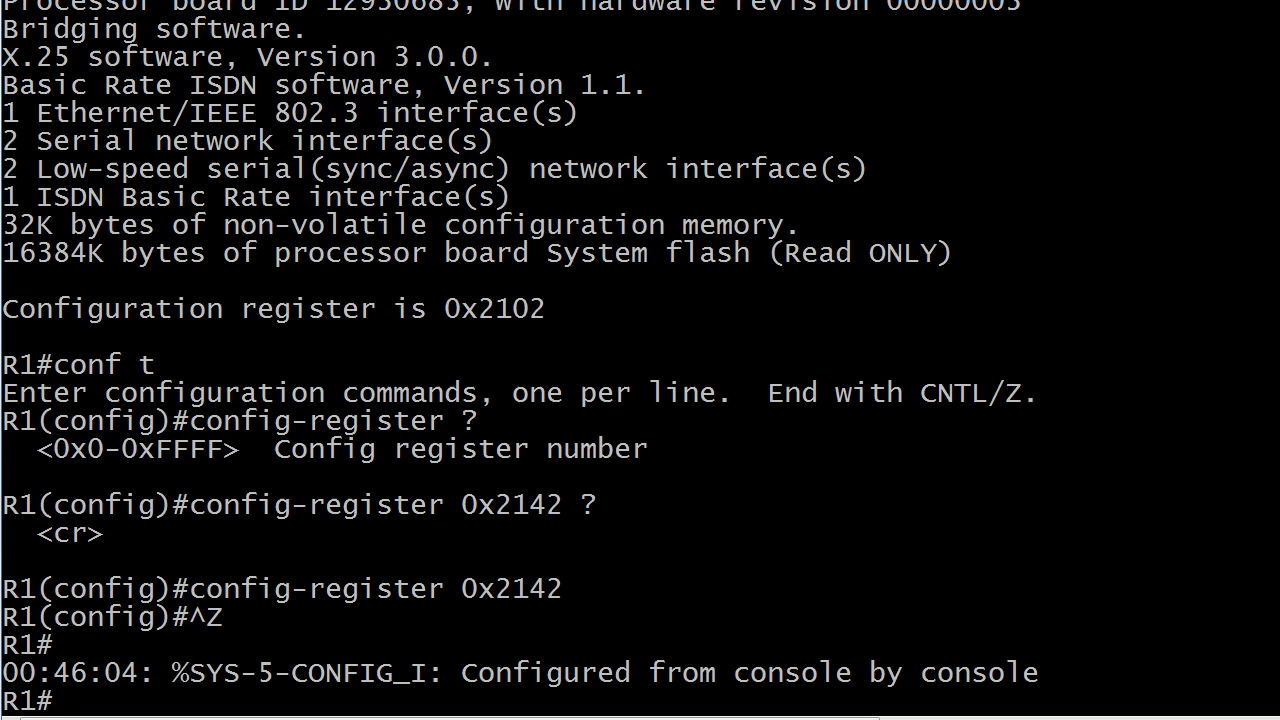 Processor board ID 12950685, with hardware revision 00000003
Bridging software.
X.25 software, Version 3.0.0.
Basic Rate ISDN software, Version 1.1.
1 Ethernet/IEEE 802.3 interface(s)
2 Serial network interface(s)
2 Low-speed serial(sync/async) network interface(s)
1 ISDN Basic Rate interface(s)
32K bytes of non-volatile configuration memory.
16384K bytes of processor board System flash (Read ONLY)
Configuration register is 0x2102
R1#conf t
Enter configuration commands, one per line.  End with CNTL/Z.
R1(config)#config-register ?
  <0x0-0xFFFF>  Config register number
R1(config)#config-register 0x2142 ?
  <cr>
R1(config)#config-register 0x2142
R1(config)#^Z
R1#
00:46:04: %SYS-5-CONFIG_I: Configured from console by console
R1#